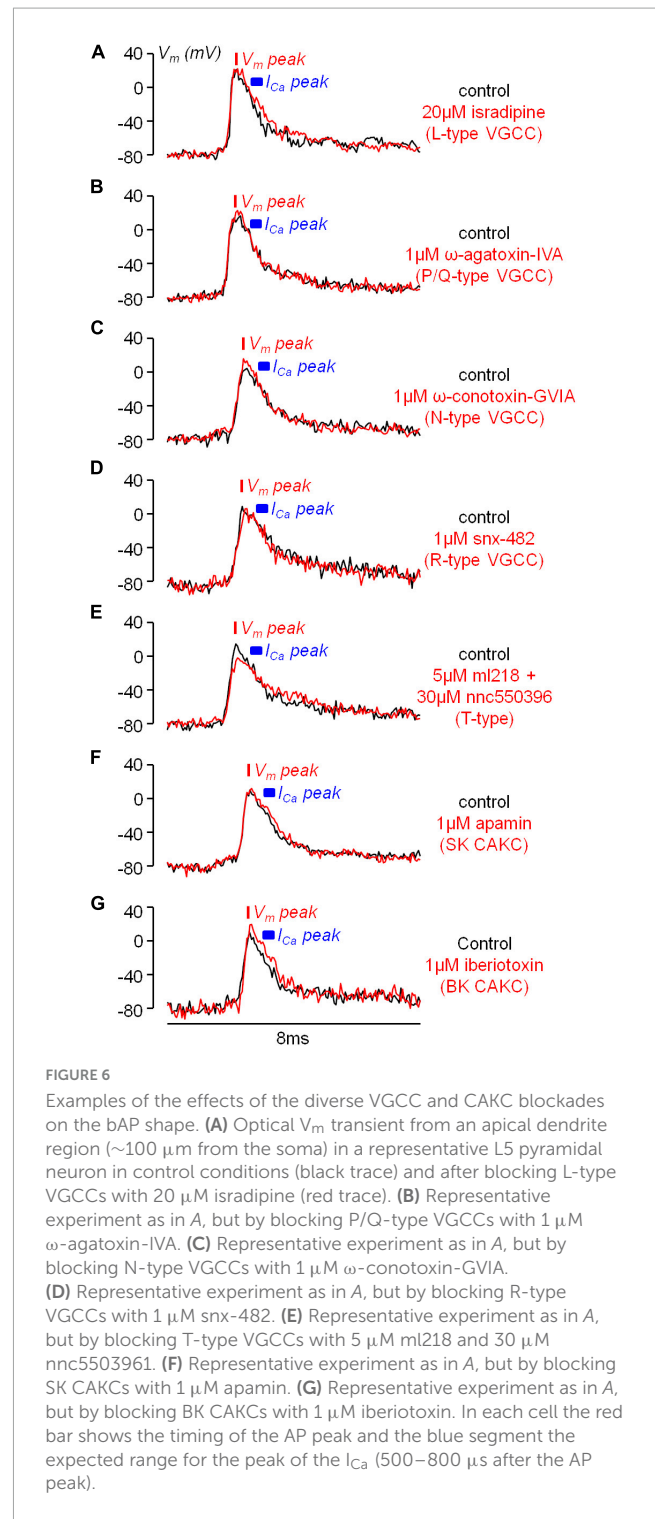 A
40
0
-40
-80
Vm (mV)
Vm peak
ICa peak
control
20μM isradipine
(L-type VGCC)
B
40
0
-40
-80
Vm peak
ICa peak
control
1μM ω-agatoxin-IVA
(P/Q-type VGCC)
C
40
0
-40
-80
Vm peak
ICa peak
control
1μM ω-conotoxin-GVIA
(N-type VGCC)
D
40
0
-40
-80
Vm peak
ICa peak
control
1μM snx-482
(R-type VGCC)
E
40
0
-40
-80
Vm peak
ICa peak
control
5μM ml218 +
30μM nnc550396
(T-type)
F
40
0
-40
-80
Vm peak
ICa peak
control
1μM apamin
(SK CAKC)
G
40
0
-40
-80
Vm peak
ICa peak
Control
1μM iberiotoxin
(BK CAKC)
8ms
FIGURE 6
Examples of the effects of the diverse VGCC and CAKC blockades
on the bAP shape. (A) Optical Vm transient from an apical dendrite
region (∼100 μm from the soma) in a representative L5 pyramidal
neuron in control conditions (black trace) and after blocking L-type
VGCCs with 20 μM isradipine (red trace). (B) Representative
experiment as in A, but by blocking P/Q-type VGCCs with 1 μM
ω-agatoxin-IVA. (C) Representative experiment as in A, but by
blocking N-type VGCCs with 1 μM ω-conotoxin-GVIA.
(D) Representative experiment as in A, but by blocking R-type
VGCCs with 1 μM snx-482. (E) Representative experiment as in A,
but by blocking T-type VGCCs with 5 μM ml218 and 30 μM
nnc5503961. (F) Representative experiment as in A, but by blocking
SK CAKCs with 1 μM apamin. (G) Representative experiment as in A,
but by blocking BK CAKCs with 1 μM iberiotoxin. In each cell the red
bar shows the timing of the AP peak and the blue segment the
expected range for the peak of the ICa (500–800 μs after the AP
peak).